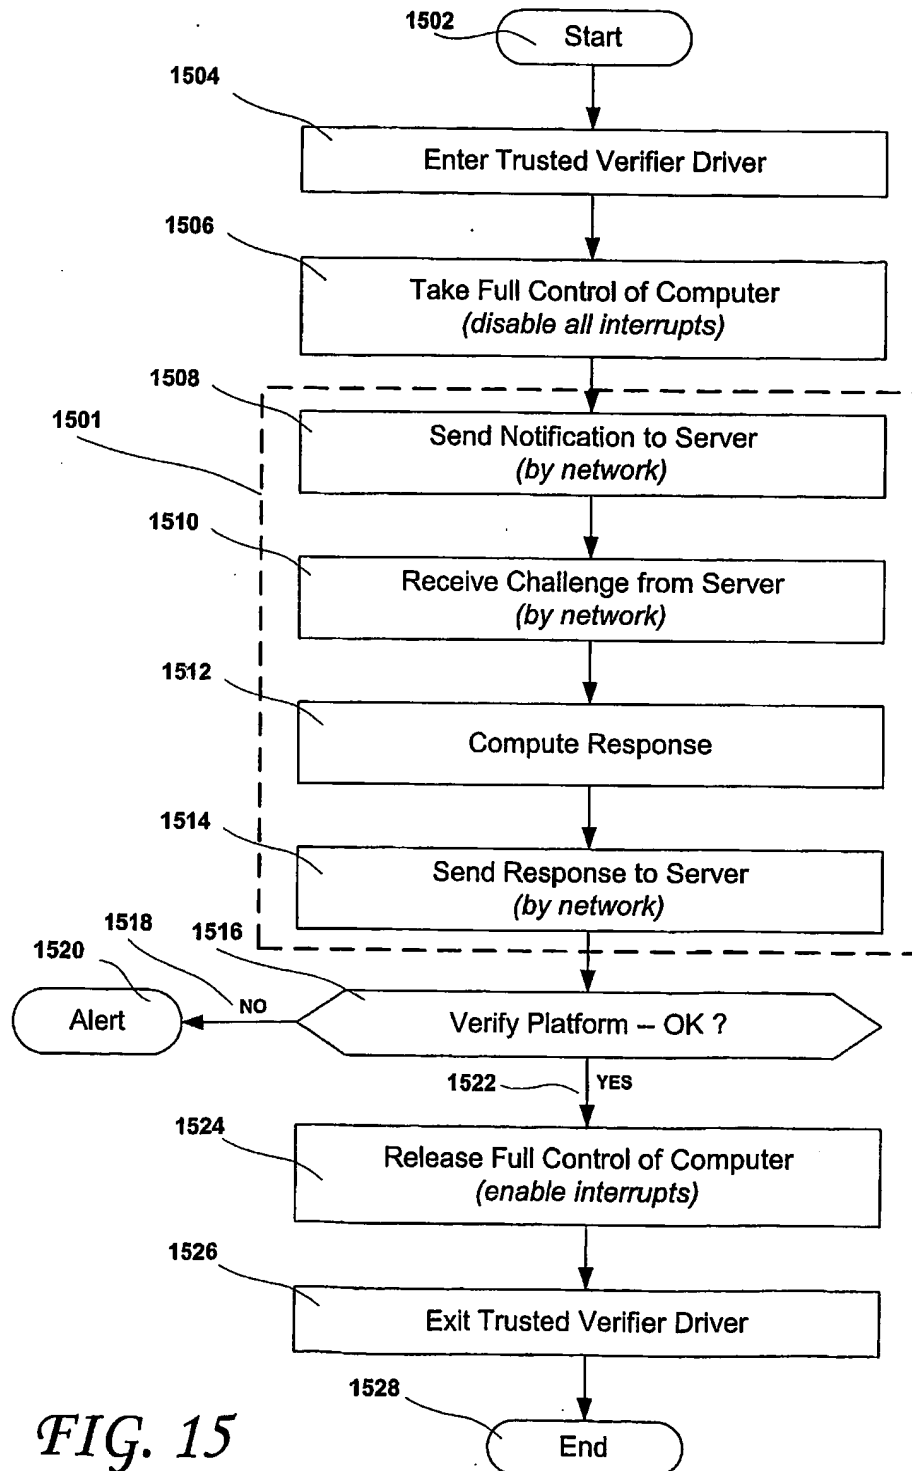 1502
Start
1504
Enter Trusted Verifier Driver
1506
Take Full Control of Computer
(disable all interrupts)
1508
1501
Send Notification to Server
(by network)
1510
Receive Challenge from Server
(by network)
1512
Compute Response
1514
Send Response to Server
(by network)
1518
1516
1520
Alert
NO
Verify Platform – OK ?
1522
YES
1524
Release Full Control of Computer
(enable interrupts)
1526
Exit Trusted Verifier Driver
1528
End
FIG. 15